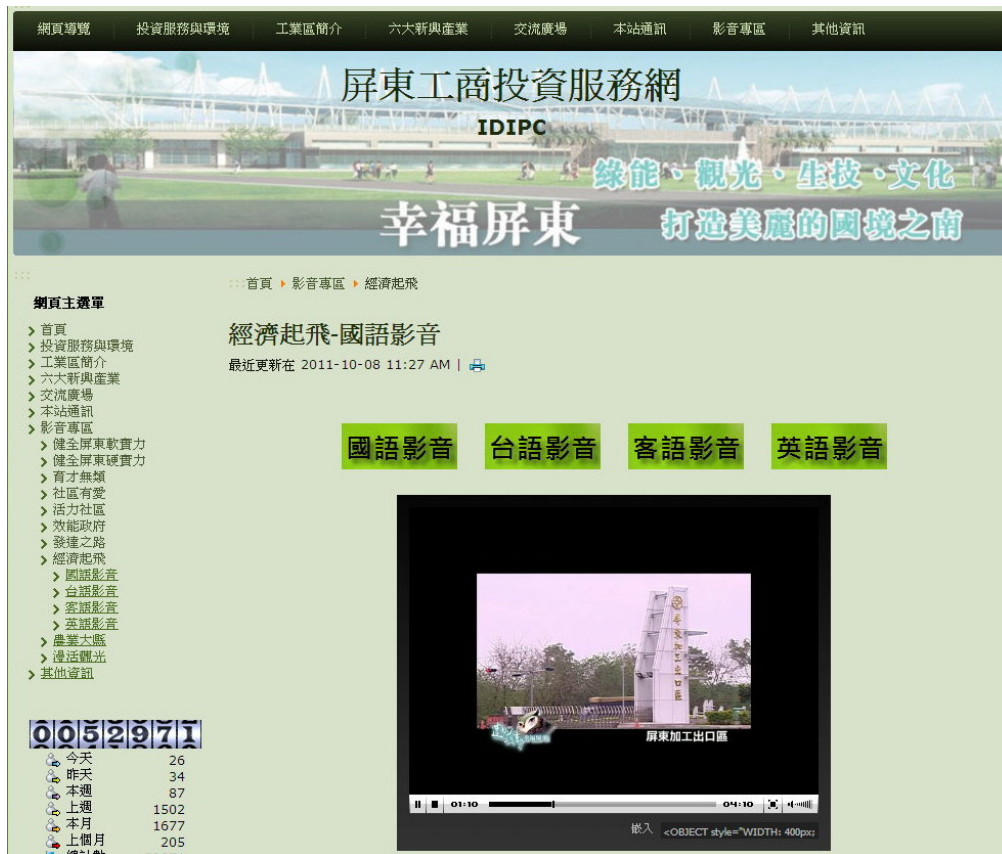 網頁導覽 投資服務與環境 工業區簡介 六大新興產業 交流廣場 本站通訊 影音專區 其他資訊
屏東工商投資服務網
IDIPC
綠能、觀光、生技、文化
幸福屏東 打造美麗的國境之南
:::
網頁主選單
首頁
投資服務與環境
工業區簡介
六大新興產業
交流廣場
本站通訊
影音專區
健全屏東軟實力
健全屏東硬實力
育才無類
社區有愛
活力社區
效能政府
發達之路
經濟起飛
國語影音
台語影音
客語影音
英語影音
農業大縣
漫活觀光
其他資訊
0052971
今天 26
昨天 34
本週 87
上週 1502
本月 1677
上個月 205
:::首頁 影音專區 經濟起飛
經濟起飛-國語影音
最近更新在 2011-10-08 11:27 AM |
國語影音 台語影音 客語影音 英語影音
屏東加工出口區
屏東加工出口區
01:10 04:10
嵌入 <OBJECT style="WIDTH: 400px;